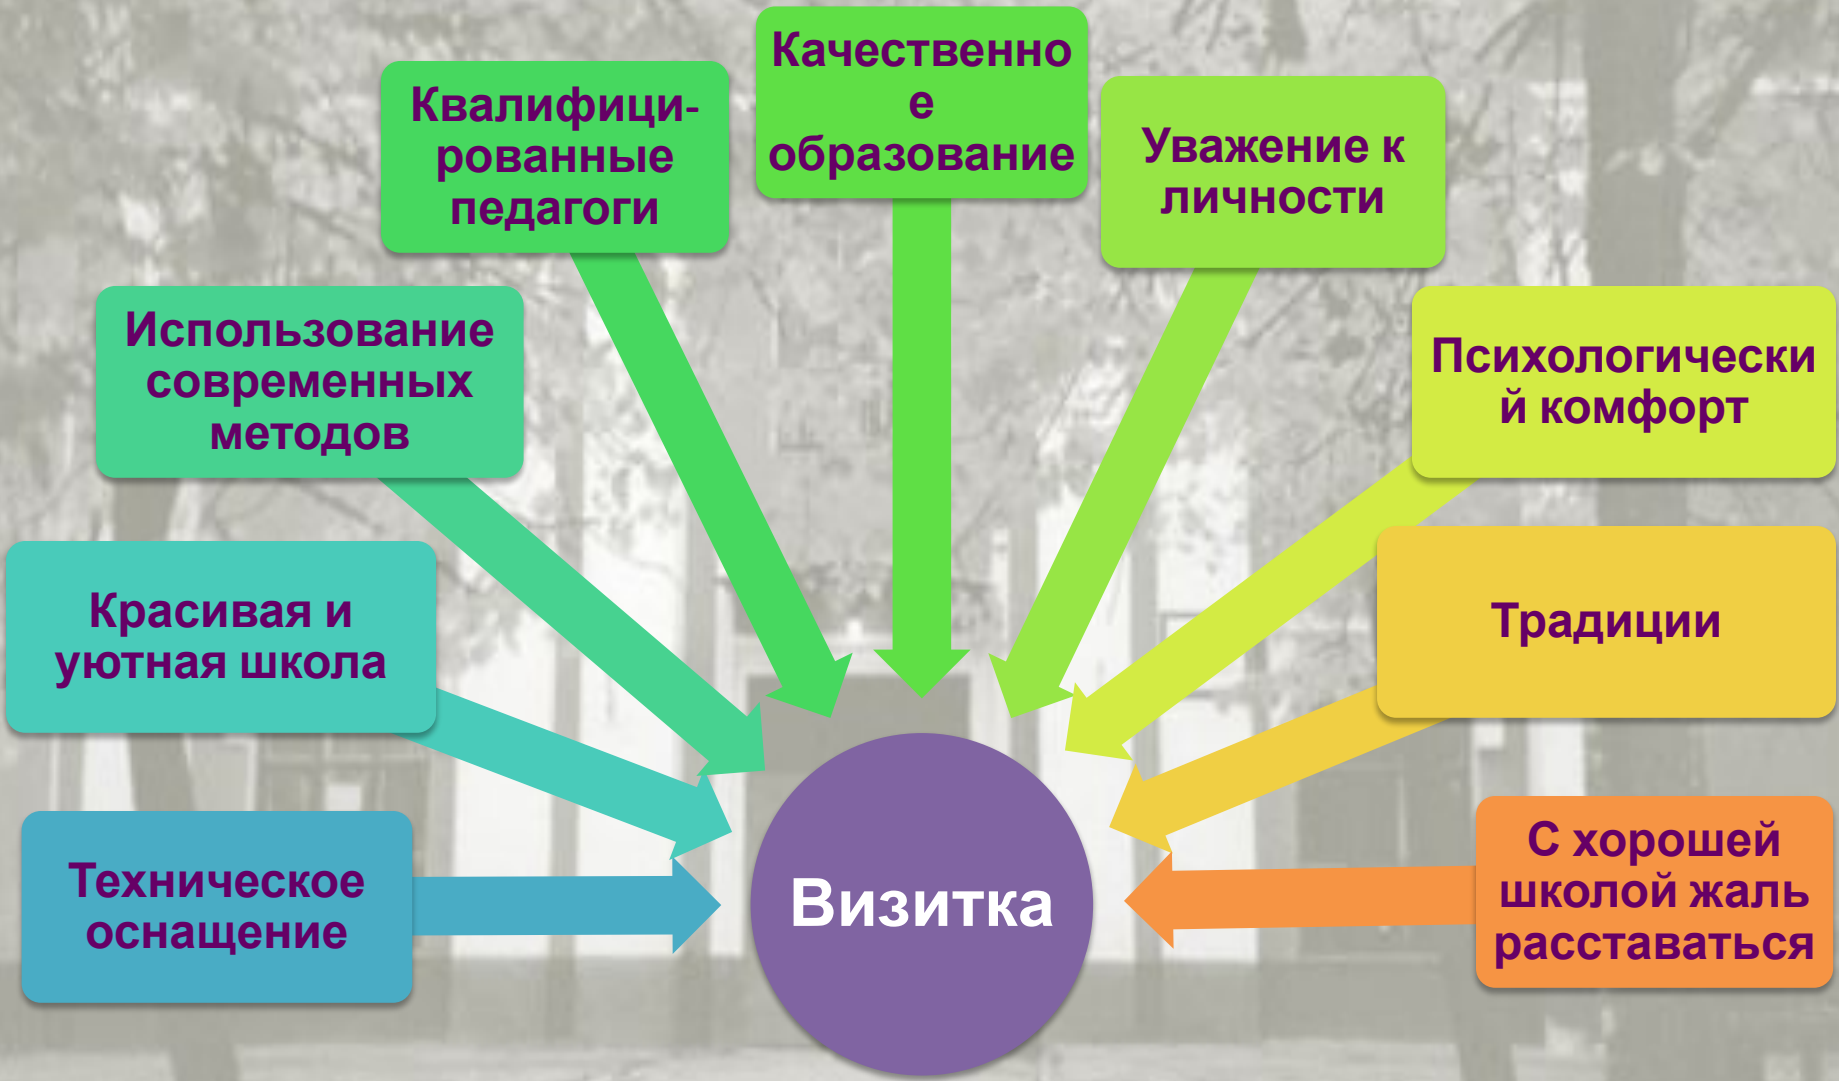 Качественно
е
образование
Квалифици-
рованные
педагоги
Уважение к
личности
Использование
современных
методов
Психологически
й комфорт
Красивая и
уютная школа
Традиции
Техническое
оснащение
Визитка
С хорошей
школой жаль
расставаться